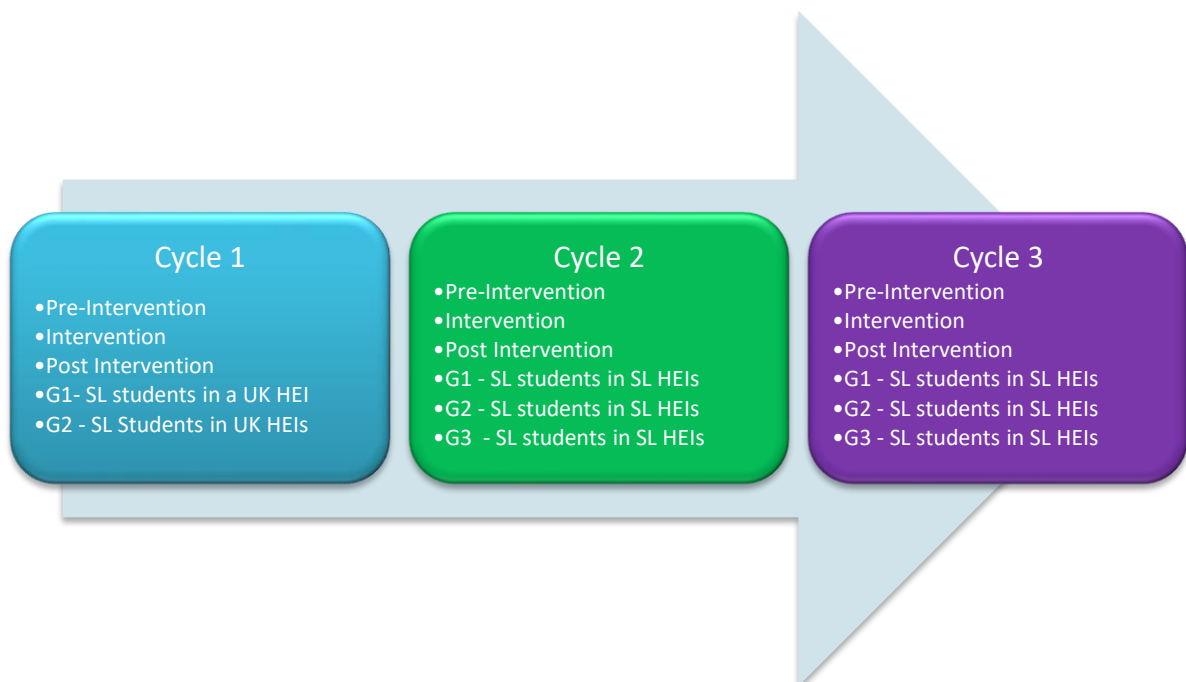 Cycle 1
•Pre-Intervention
•Intervention
•Post Intervention
•G1- SL students in a UK HEI
•G2 - SL Students in UK HEIs
Cycle 2
•Pre-Intervention
•Intervention
•Post Intervention
•G1 - SL students in SL HEIs
•G2 - SL students in SL HEIs
•G3  - SL students in SL HEIs
Cycle 3
•Pre-Intervention
•Intervention
•Post Intervention
•G1 - SL students in SL HEIs
•G2 - SL students in SL HEIs
•G3 - SL students in SL HEIs